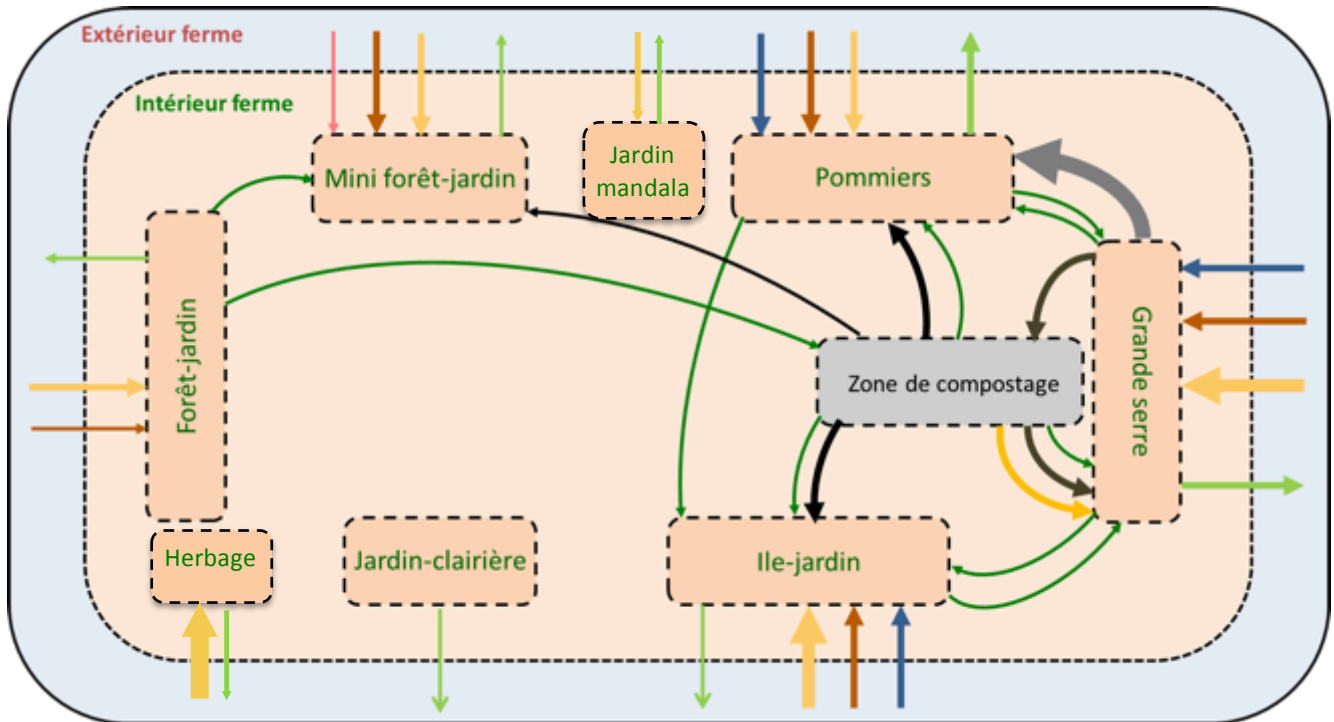 Extérieur ferme
Intérieur ferme
Mini forêt-jardin
Jardin
mandala
Pommiers
Forêt-jardin
Grande serre
Zone de compostage
Herbage
Jardin-clairière
Ile-jardin